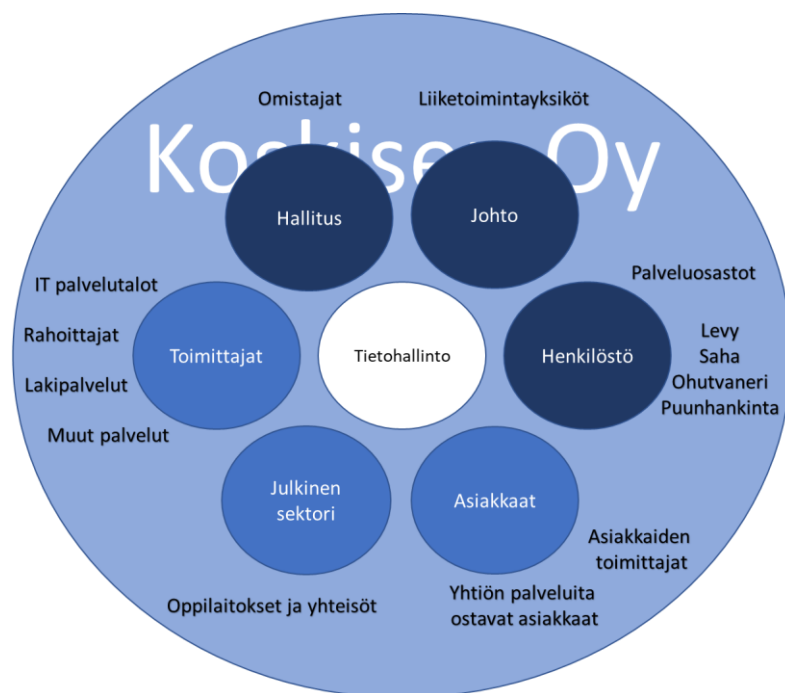 Omistajat
Liiketoimintayksiköt
Koskisen Oy
Hallitus
Johto
IT palvelutalot
Palveluosastot
Rahoittajat
Toimittajat
Tietohallinto
Henkilöstö
Levy
Saha
Ohutvaneri
Puunhankinta
Lakipalvelut
Muut palvelut
Julkinen
sektori
Asiakkaat
Asiakkaiden
toimittajat
Oppilaitokset ja yhteisöt
Yhtiön palveluita
ostavat asiakkaat